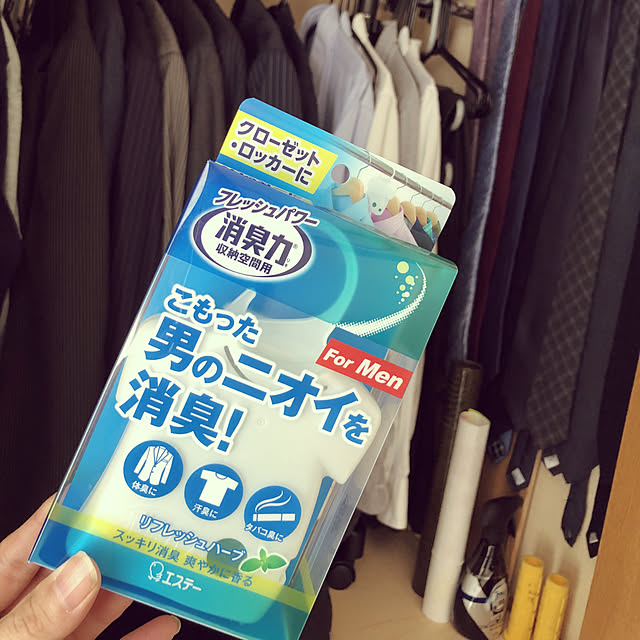 クローゼット
・ロッカーに
フレッシュパワー
消臭力®
収納空間用
こもった
男のニオイを
消臭!
For Men
体臭に
汗臭に
タバコ臭に
リフレッシュハーブ
スッキリ消臭 爽やかに香る
エステー